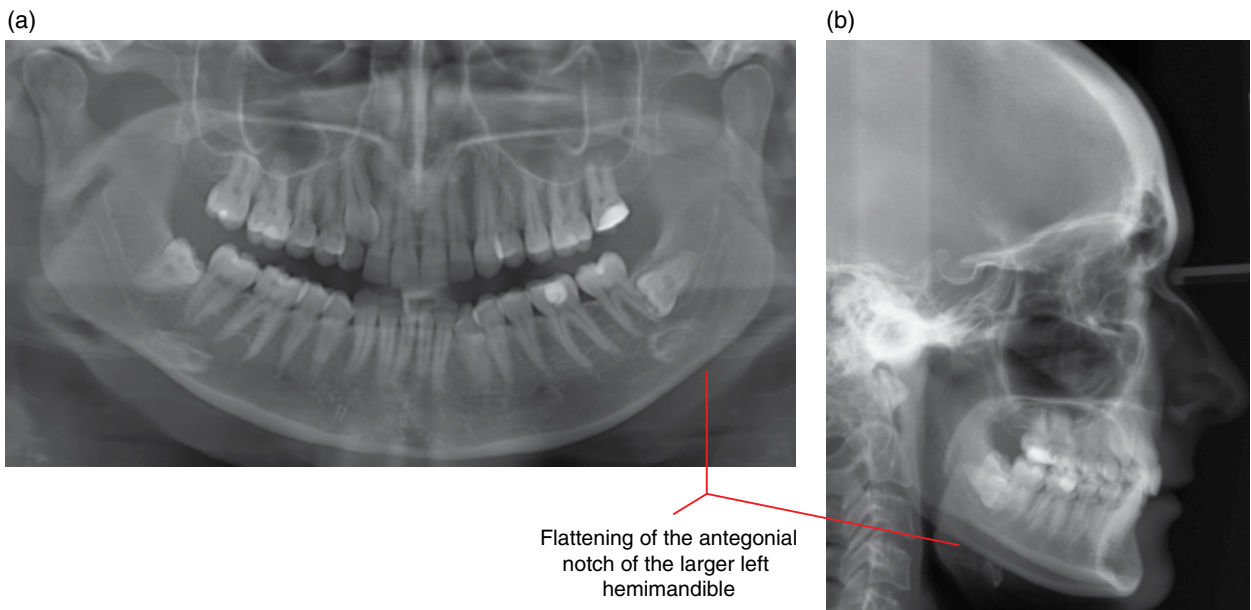 (a)
(b)
Flattening of the antegonial
notch of the larger left
hemimandible